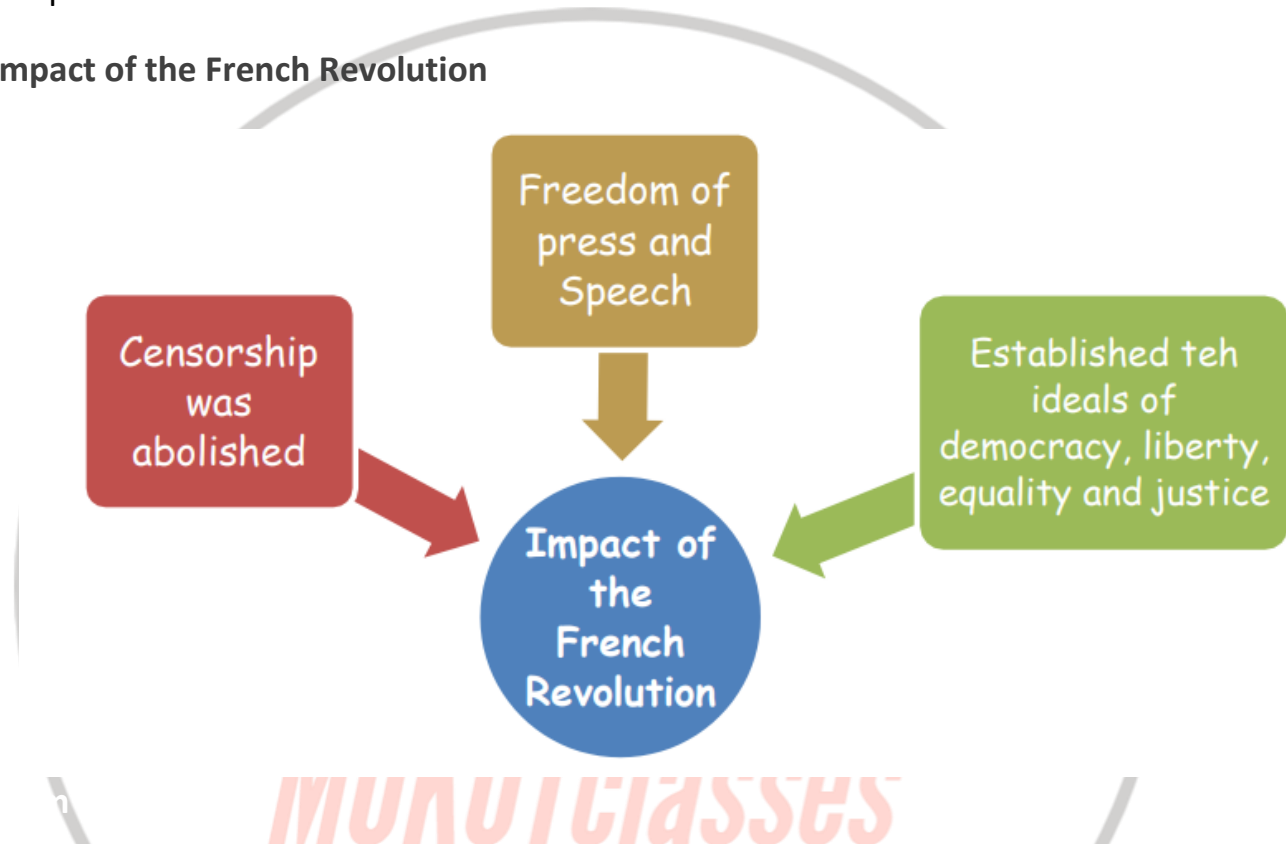 mpact of the French Revolution
Freedom of
press and
Speech
Censorship
was
abolished
Established teh
ideals of
democracy, liberty,
equality and justice
Impact of
the
French
Revolution